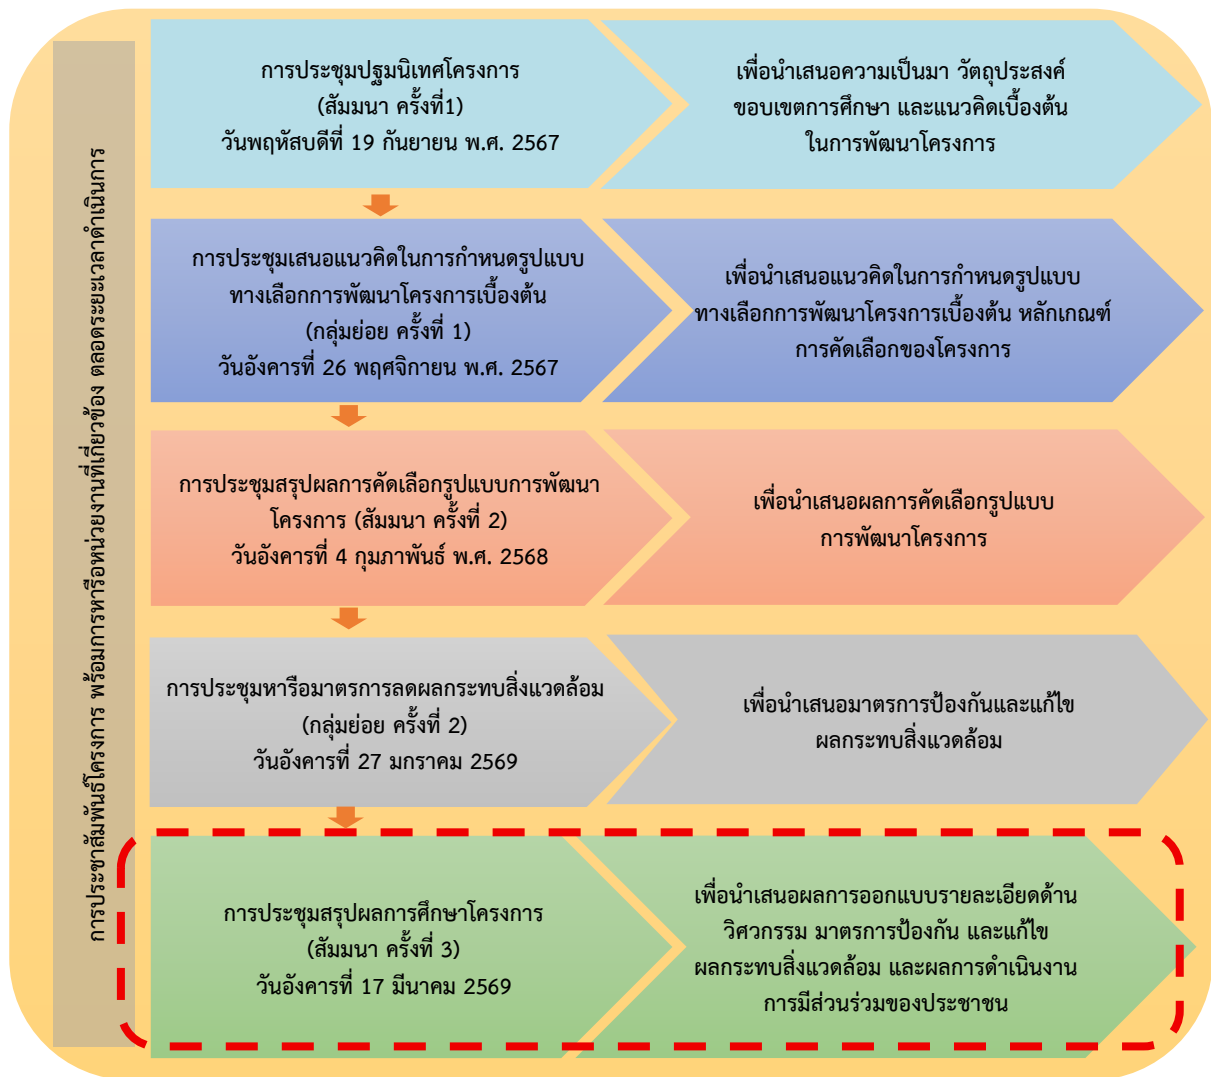 การประชาสัมพันธ์โครงการ พร้อมการหารือหน่วยงานที่เกี่ยวข้อง ตลอดระยะเวลาดำเนินการ
การประชุมปฐมนิเทศโครงการ
(สัมมนา ครั้งที่1)
วันพฤหัสบดีที่ 19 กันยายน พ.ศ. 2567
เพื่อนำเสนอความเป็นมา วัตถุประสงค์
ขอบเขตการศึกษา และแนวคิดเบื้องต้น
ในการพัฒนาโครงการ
การประชุมเสนอแนวคิดในการกำหนดรูปแบบ
ทางเลือกการพัฒนาโครงการเบื้องต้น
(กลุ่มย่อย ครั้งที่ 1)
วันอังคารที่ 26 พฤศจิกายน พ.ศ. 2567
เพื่อนำเสนอแนวคิดในการกำหนดรูปแบบ
ทางเลือกการพัฒนาโครงการเบื้องต้น หลักเกณฑ์
การคัดเลือกของโครงการ
การประชุมสรุปผลการคัดเลือกรูปแบบการพัฒนา
โครงการ (สัมมนา ครั้งที่ 2)
วันอังคารที่ 4 กุมภาพันธ์ พ.ศ. 2568
เพื่อนำเสนอผลการคัดเลือกรูปแบบ
การพัฒนาโครงการ
การประชุมหารือมาตรการลดผลกระทบสิ่งแวดล้อม
(กลุ่มย่อย ครั้งที่ 2)
วันอังคารที่ 27 มกราคม 2569
เพื่อนำเสนอมาตรการป้องกันและแก้ไข
ผลกระทบสิ่งแวดล้อม
การประชุมสรุปผลการศึกษาโครงการ
(สัมมนา ครั้งที่ 3)
วันอังคารที่ 17 มีนาคม 2569
เพื่อนำเสนอผลการออกแบบรายละเอียดด้าน
วิศวกรรม มาตรการป้องกัน และแก้ไข
ผลกระทบสิ่งแวดล้อม และผลการดำเนินงาน
การมีส่วนร่วมของประชาชน